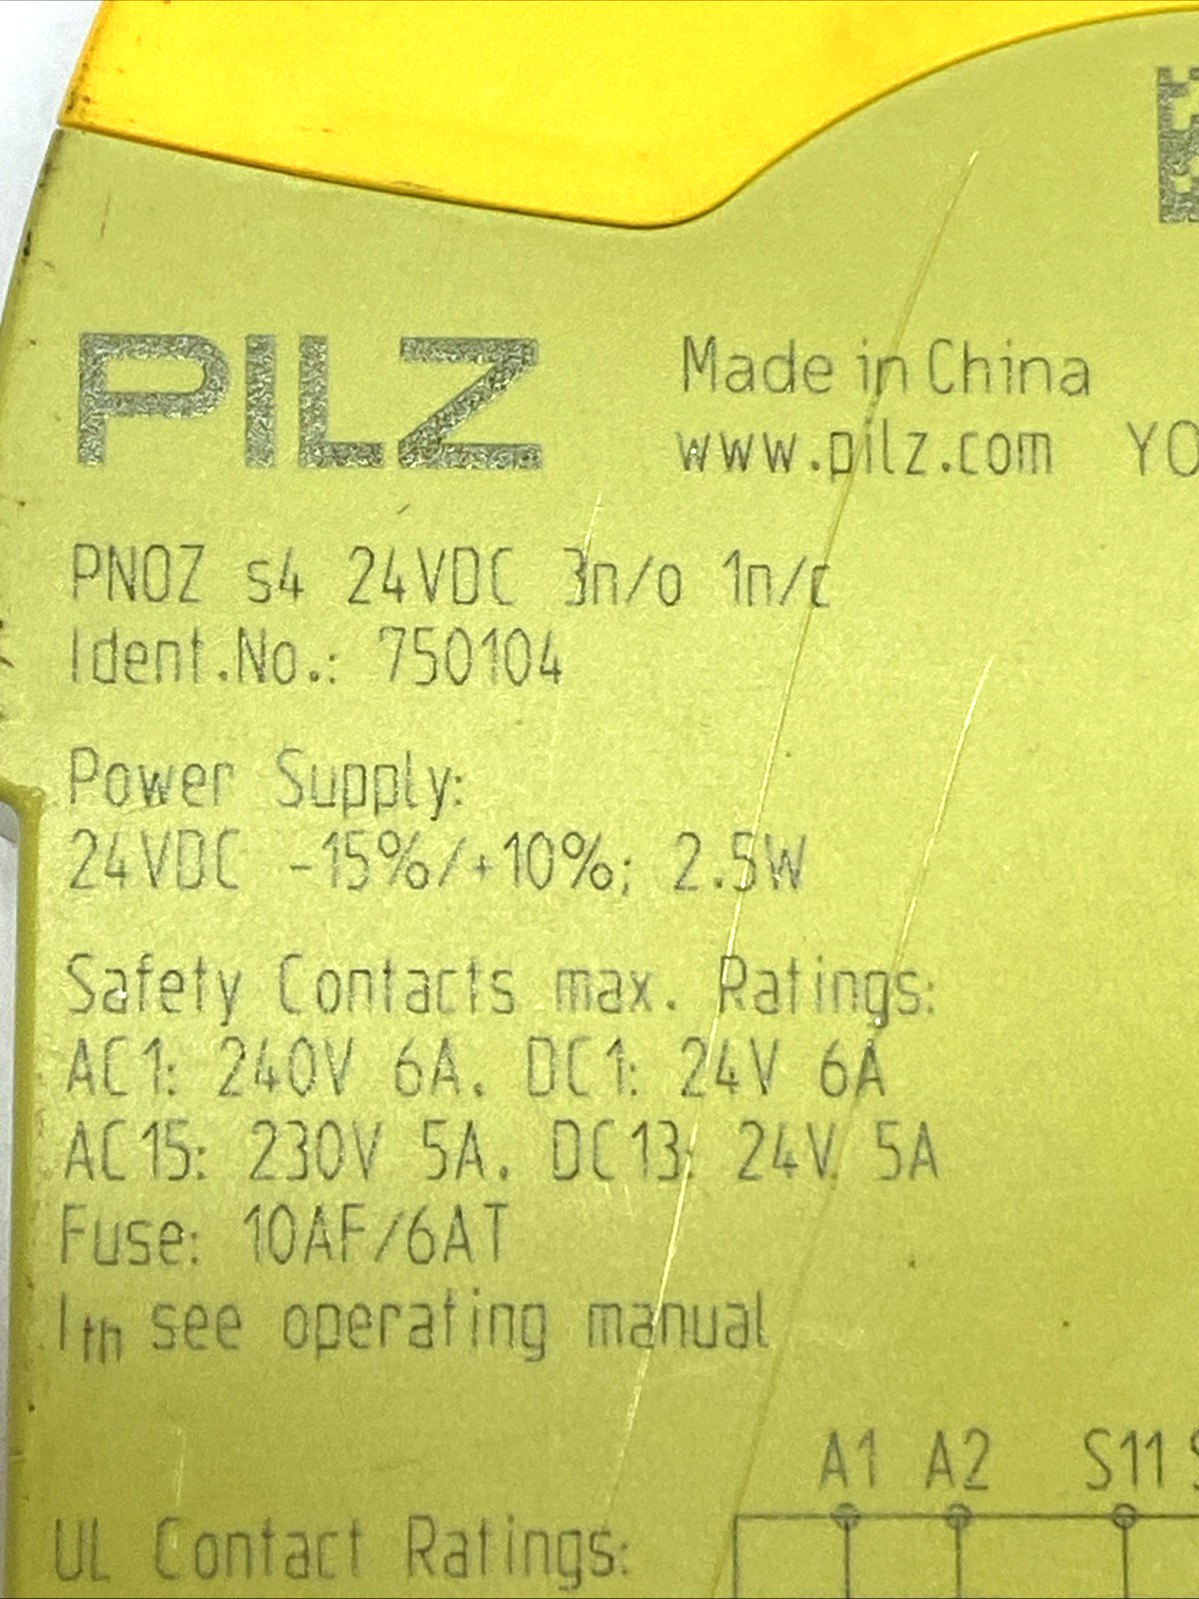 PILZ
Made in China
www.pilz.com YO
PNOZ s4 24VDC 3n/o 1n/c
Ident.No.: 750104
Power Supply:
24VDC -15%/+10%; 2.5W
Safety Contacts max. Ratings:
AC1: 240V 6A. DC1: 24V 6A
AC15: 230V 5A. DC13: 24V 5A
Fuse: 10AF/6AT
Ith see operating manual
A1 A2 S11
UL Contact Ratings: